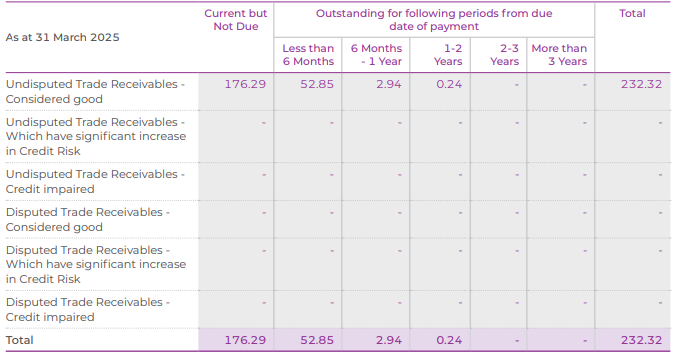 As at 31 March 2025
Current but
Not Due
Outstanding for following periods from due
date of payment
Total
Less than
6 Months
6 Months
- 1 Year
1-2
Years
2-3
Years
More than
3 Years
Undisputed Trade Receivables -
Considered good
176.29 52.85 2.94 0.24 - - 232.32
Undisputed Trade Receivables -
Which have significant increase
in Credit Risk
- - - - - - -
Undisputed Trade Receivables -
Credit impaired
- - - - - - -
Disputed Trade Receivables -
Considered good
- - - - - - -
Disputed Trade Receivables -
Which have significant increase
in Credit Risk
- - - - - - -
Disputed Trade Receivables -
Credit impaired
- - - - - - -
Total 176.29 52.85 2.94 0.24 - - 232.32